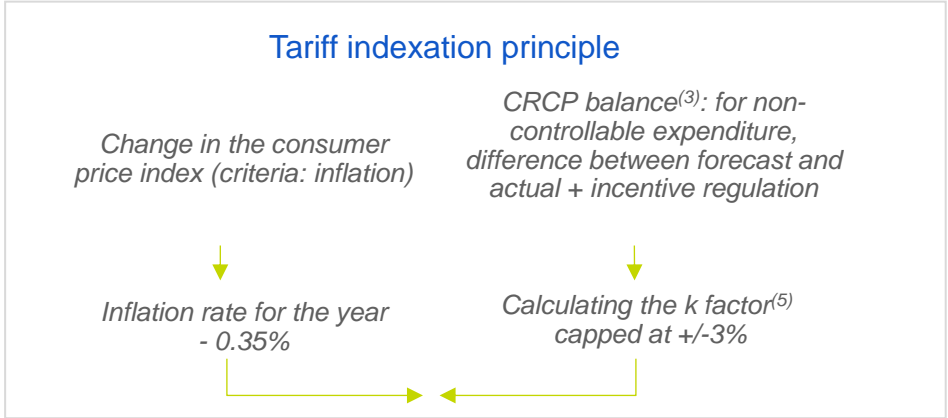 Tariff indexation principle
Change in the consumer
price index (criteria: inflation)
CRCP balance(3): for non-
controllable expenditure,
difference between forecast and
actual + incentive regulation
Inflation rate for the year
- 0.35%
Calculating the k factor(5)
capped at +/-3%